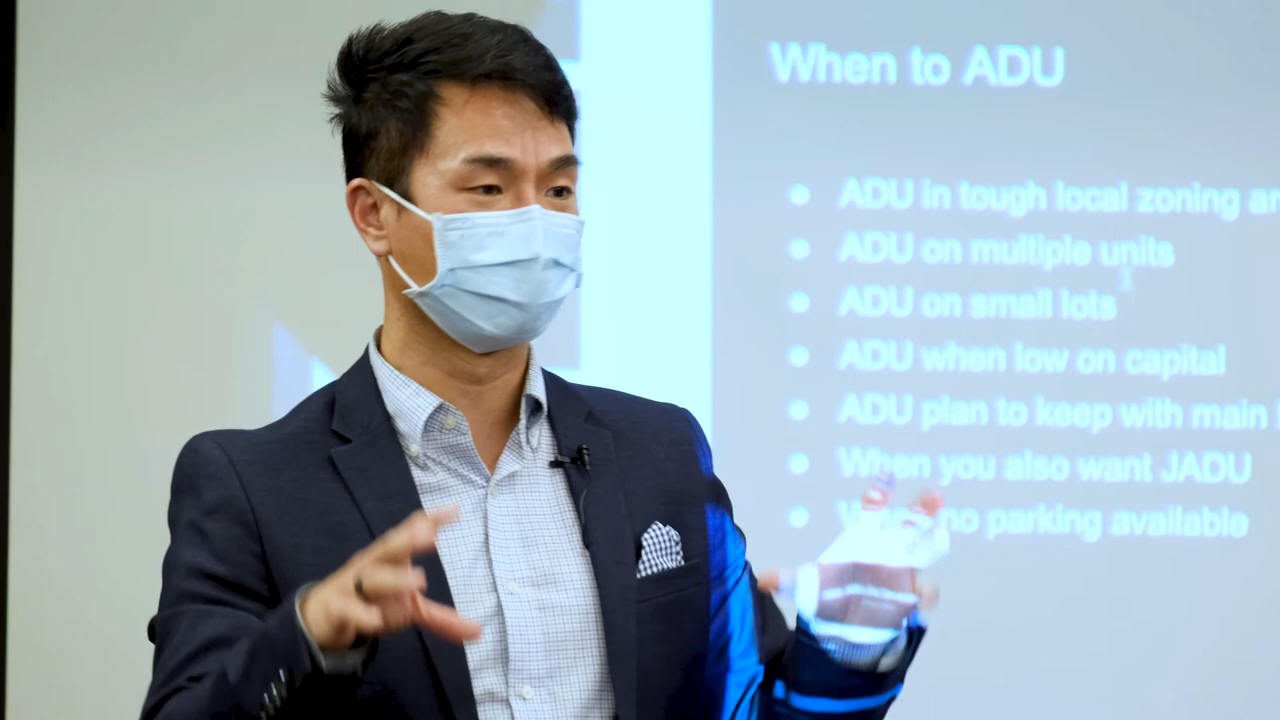 When to ADU
• ADU in tough local zoning
• ADU on multiple units
• ADU on small lots
• ADU when low on capital
• ADU plan to keep with main
• When you also want JADU
• parking available